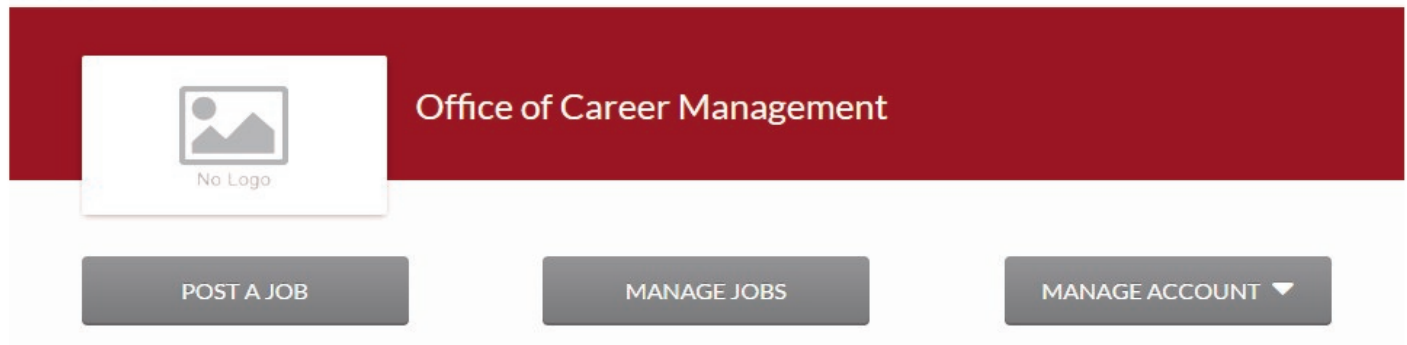 Office of Career Management
No Logo
POST A JOB
MANAGE JOBS
MANAGE ACCOUNT